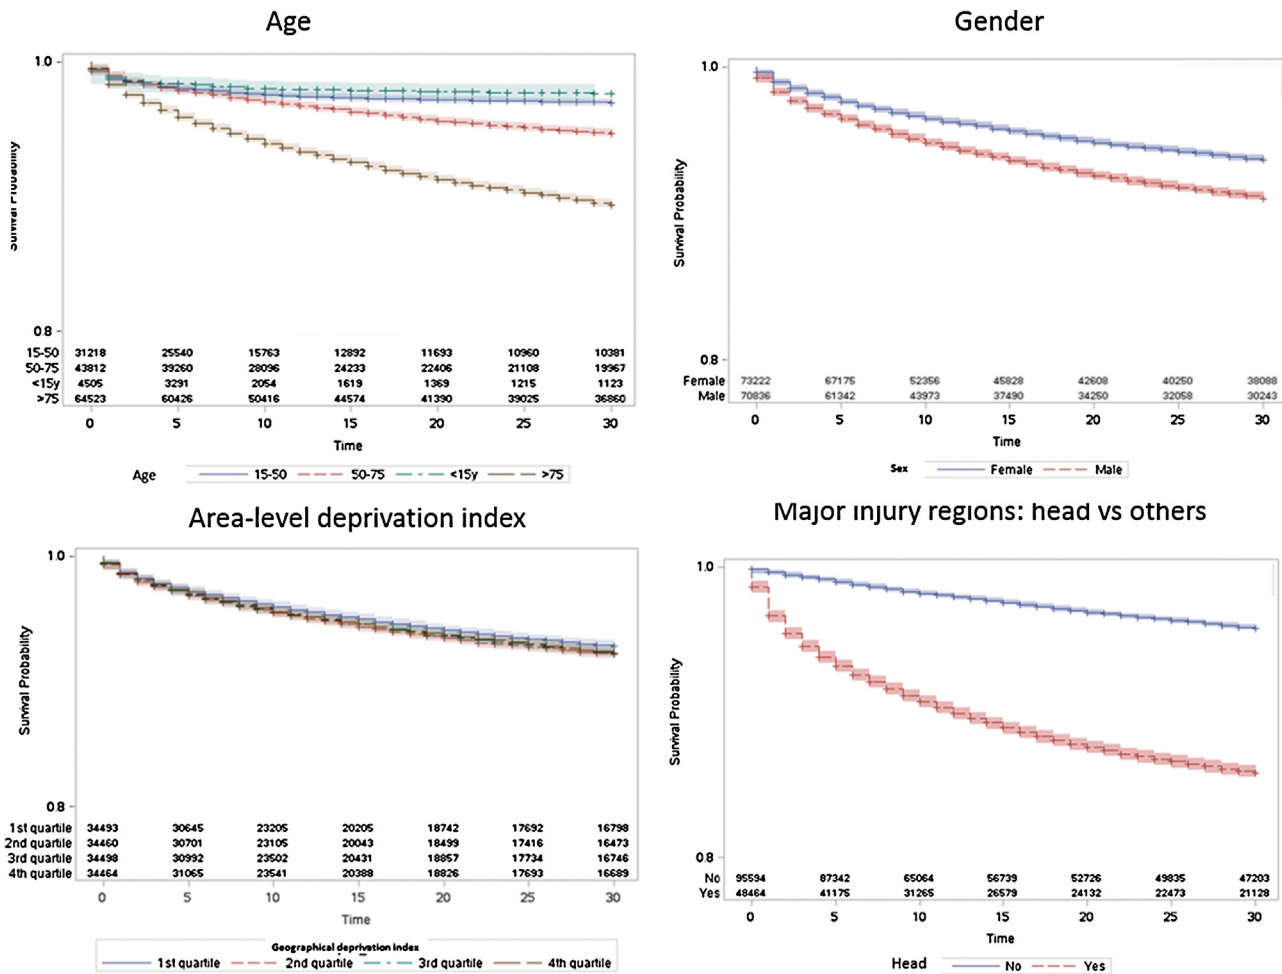 Age
1.0
Survival Probability
0.8
15-50 31218 25540 15763 12892 11693 10960 10381
50-75 43812 39260 28096 24233 22406 21108 19967
<15y 4505 3291 2054 1619 1369 1215 1123
>75 64523 60426 50416 44574 41390 39025 36860
0 5 10 15 20 25 30
Time
Age 15-50 50-75 <15y >75
Gender
1.0
Survival Probability
0.8
Female 73222 67175 52356 45828 42608 40250 38088
Male 70836 61342 43973 37490 34250 32058 30243
0 5 10 15 20 25 30
Time
Sex Female Male
Area-level deprivation index
1.0
Survival Probability
0.8
1st quartile 34493 30645 23205 20205 18742 17692 16798
2nd quartile 34460 30701 23105 20043 18499 17416 16473
3rd quartile 34498 30992 23502 20431 18857 17734 16746
4th quartile 34464 31065 23541 20388 18826 17693 16689
0 5 10 15 20 25 30
Time
Geographical deprivation index
1st quartile 2nd quartile 3rd quartile 4th quartile
Major injury regions: head vs others
1.0
Survival Probability
0.8
No 95594 87342 65064 56739 52726 49835 47203
Yes 48464 41175 31265 26579 24132 22473 21128
0 5 10 15 20 25 30
Time
Head No Yes